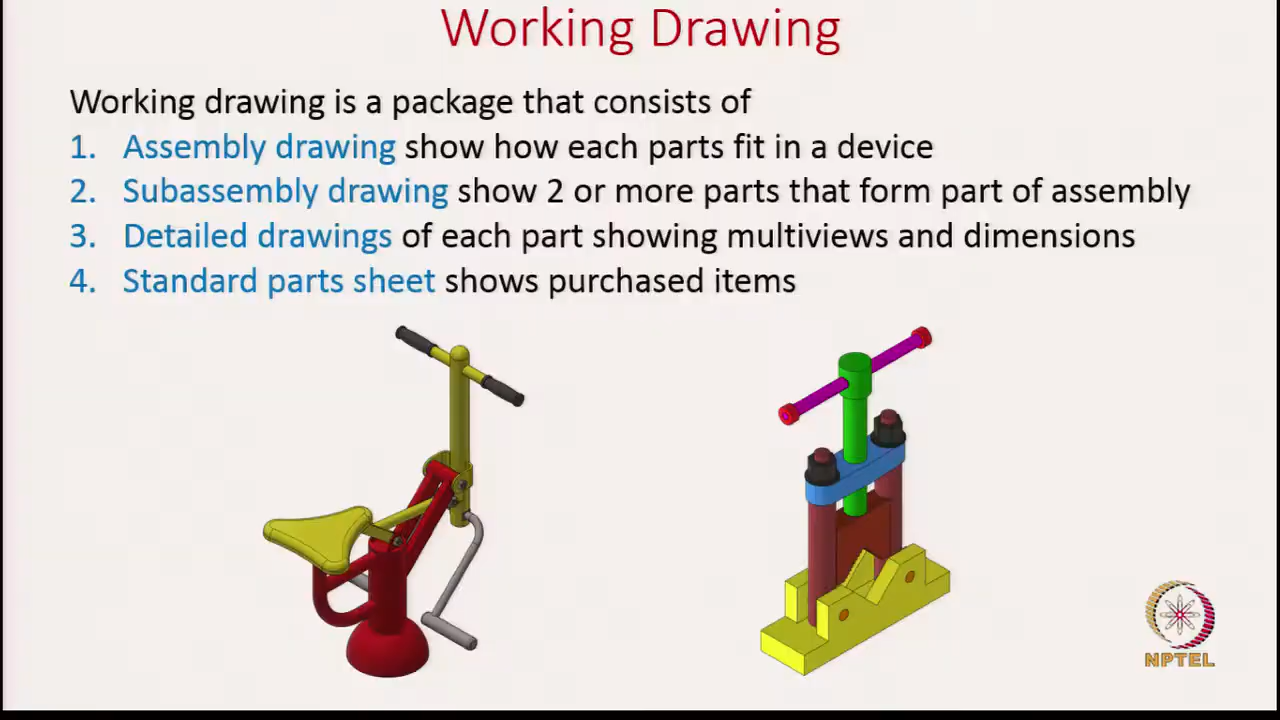 Working Drawing
Working drawing is a package that consists of
1. Assembly drawing show how each parts fit in a device
2. Subassembly drawing show 2 or more parts that form part of assembly
3. Detailed drawings of each part showing multiviews and dimensions
4. Standard parts sheet shows purchased items
NPTEL